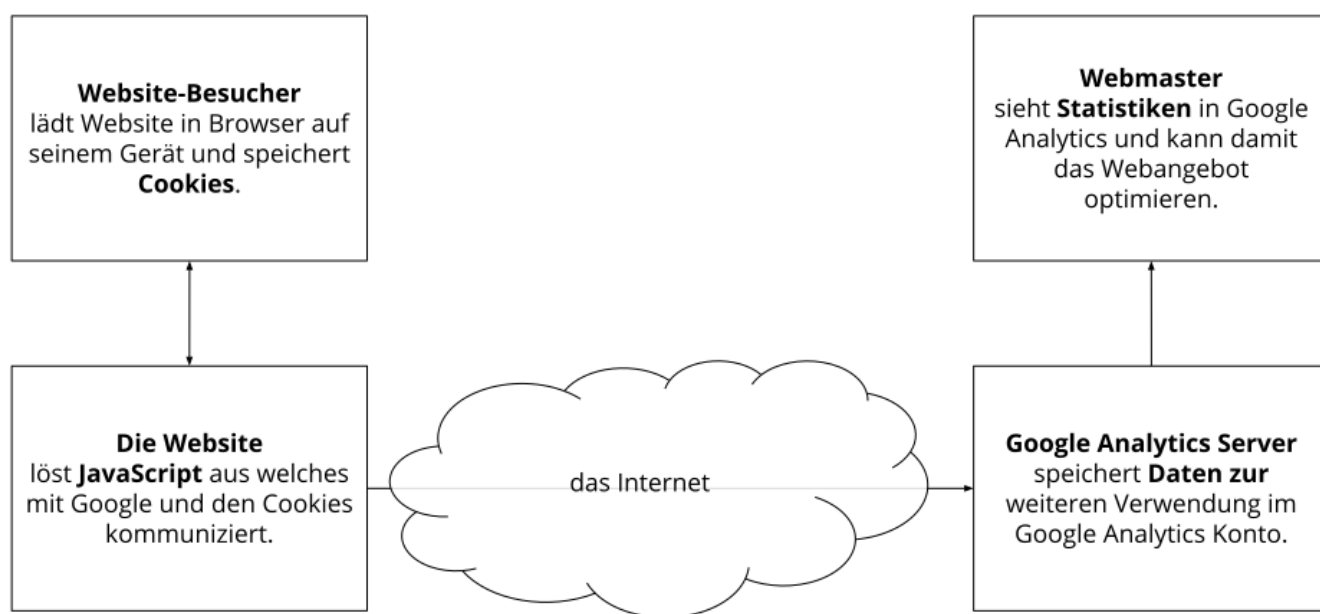 Website-Besucher
lädt Website in Browser auf
seinem Gerät und speichert
Cookies.
Webmaster
sieht Statistiken in Google
Analytics und kann damit
das Webangebot
optimieren.
Die Website
löst JavaScript aus welches
mit Google und den Cookies
kommuniziert.
das Internet
Google Analytics Server
speichert Daten zur
weiteren Verwendung im
Google Analytics Konto.